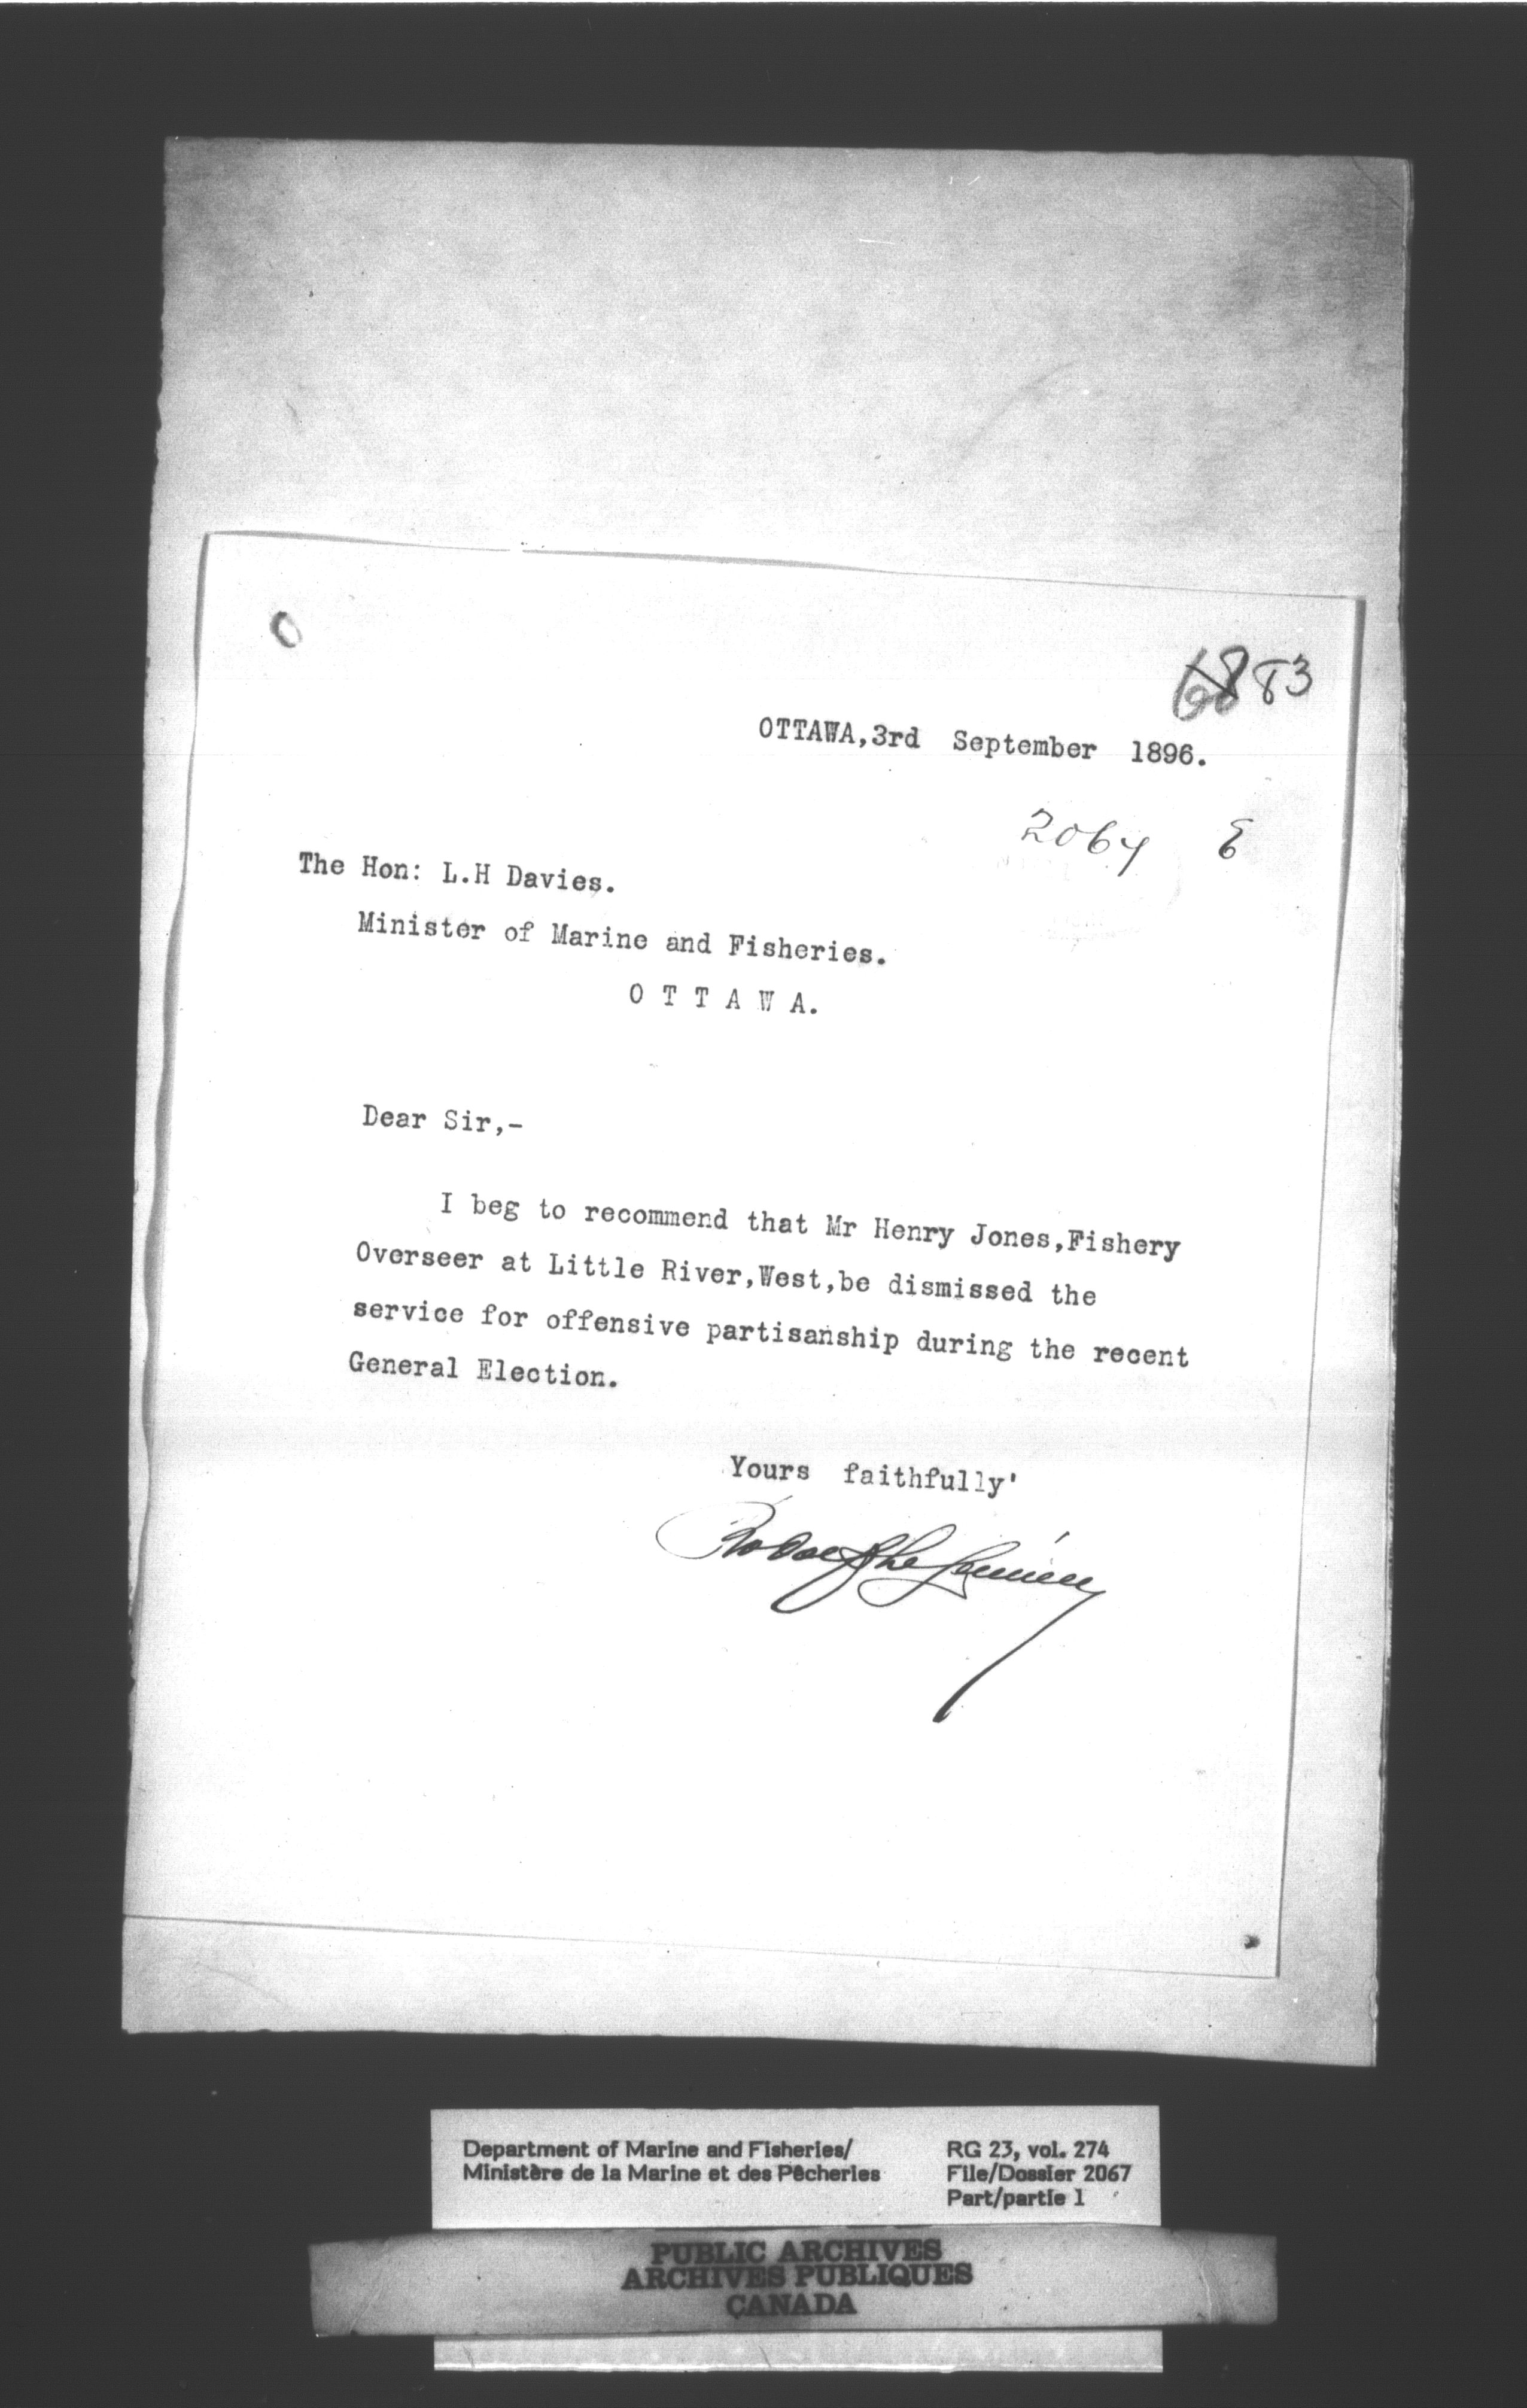 883
OTTAWA,3rd September 1896.
2067 E
The Hon: L.H Davies.
Minister of Marine and Fisheries.
O T T A W A.
Dear Sir,-
I beg to recommend that Mr Henry Jones,Fishery
Overseer at Little River,West,be dismissed the
service for offensive partisanship during the recent
General Election.
Yours faithfully'
Department of Marine and Fisheries/
Ministère de la Marine et des Pêcheries
RG 23, vol. 274
File/Dossier 2067
Part/partie 1
PUBLIC ARCHIVES
ARCHIVES PUBLIQUES
CANADA